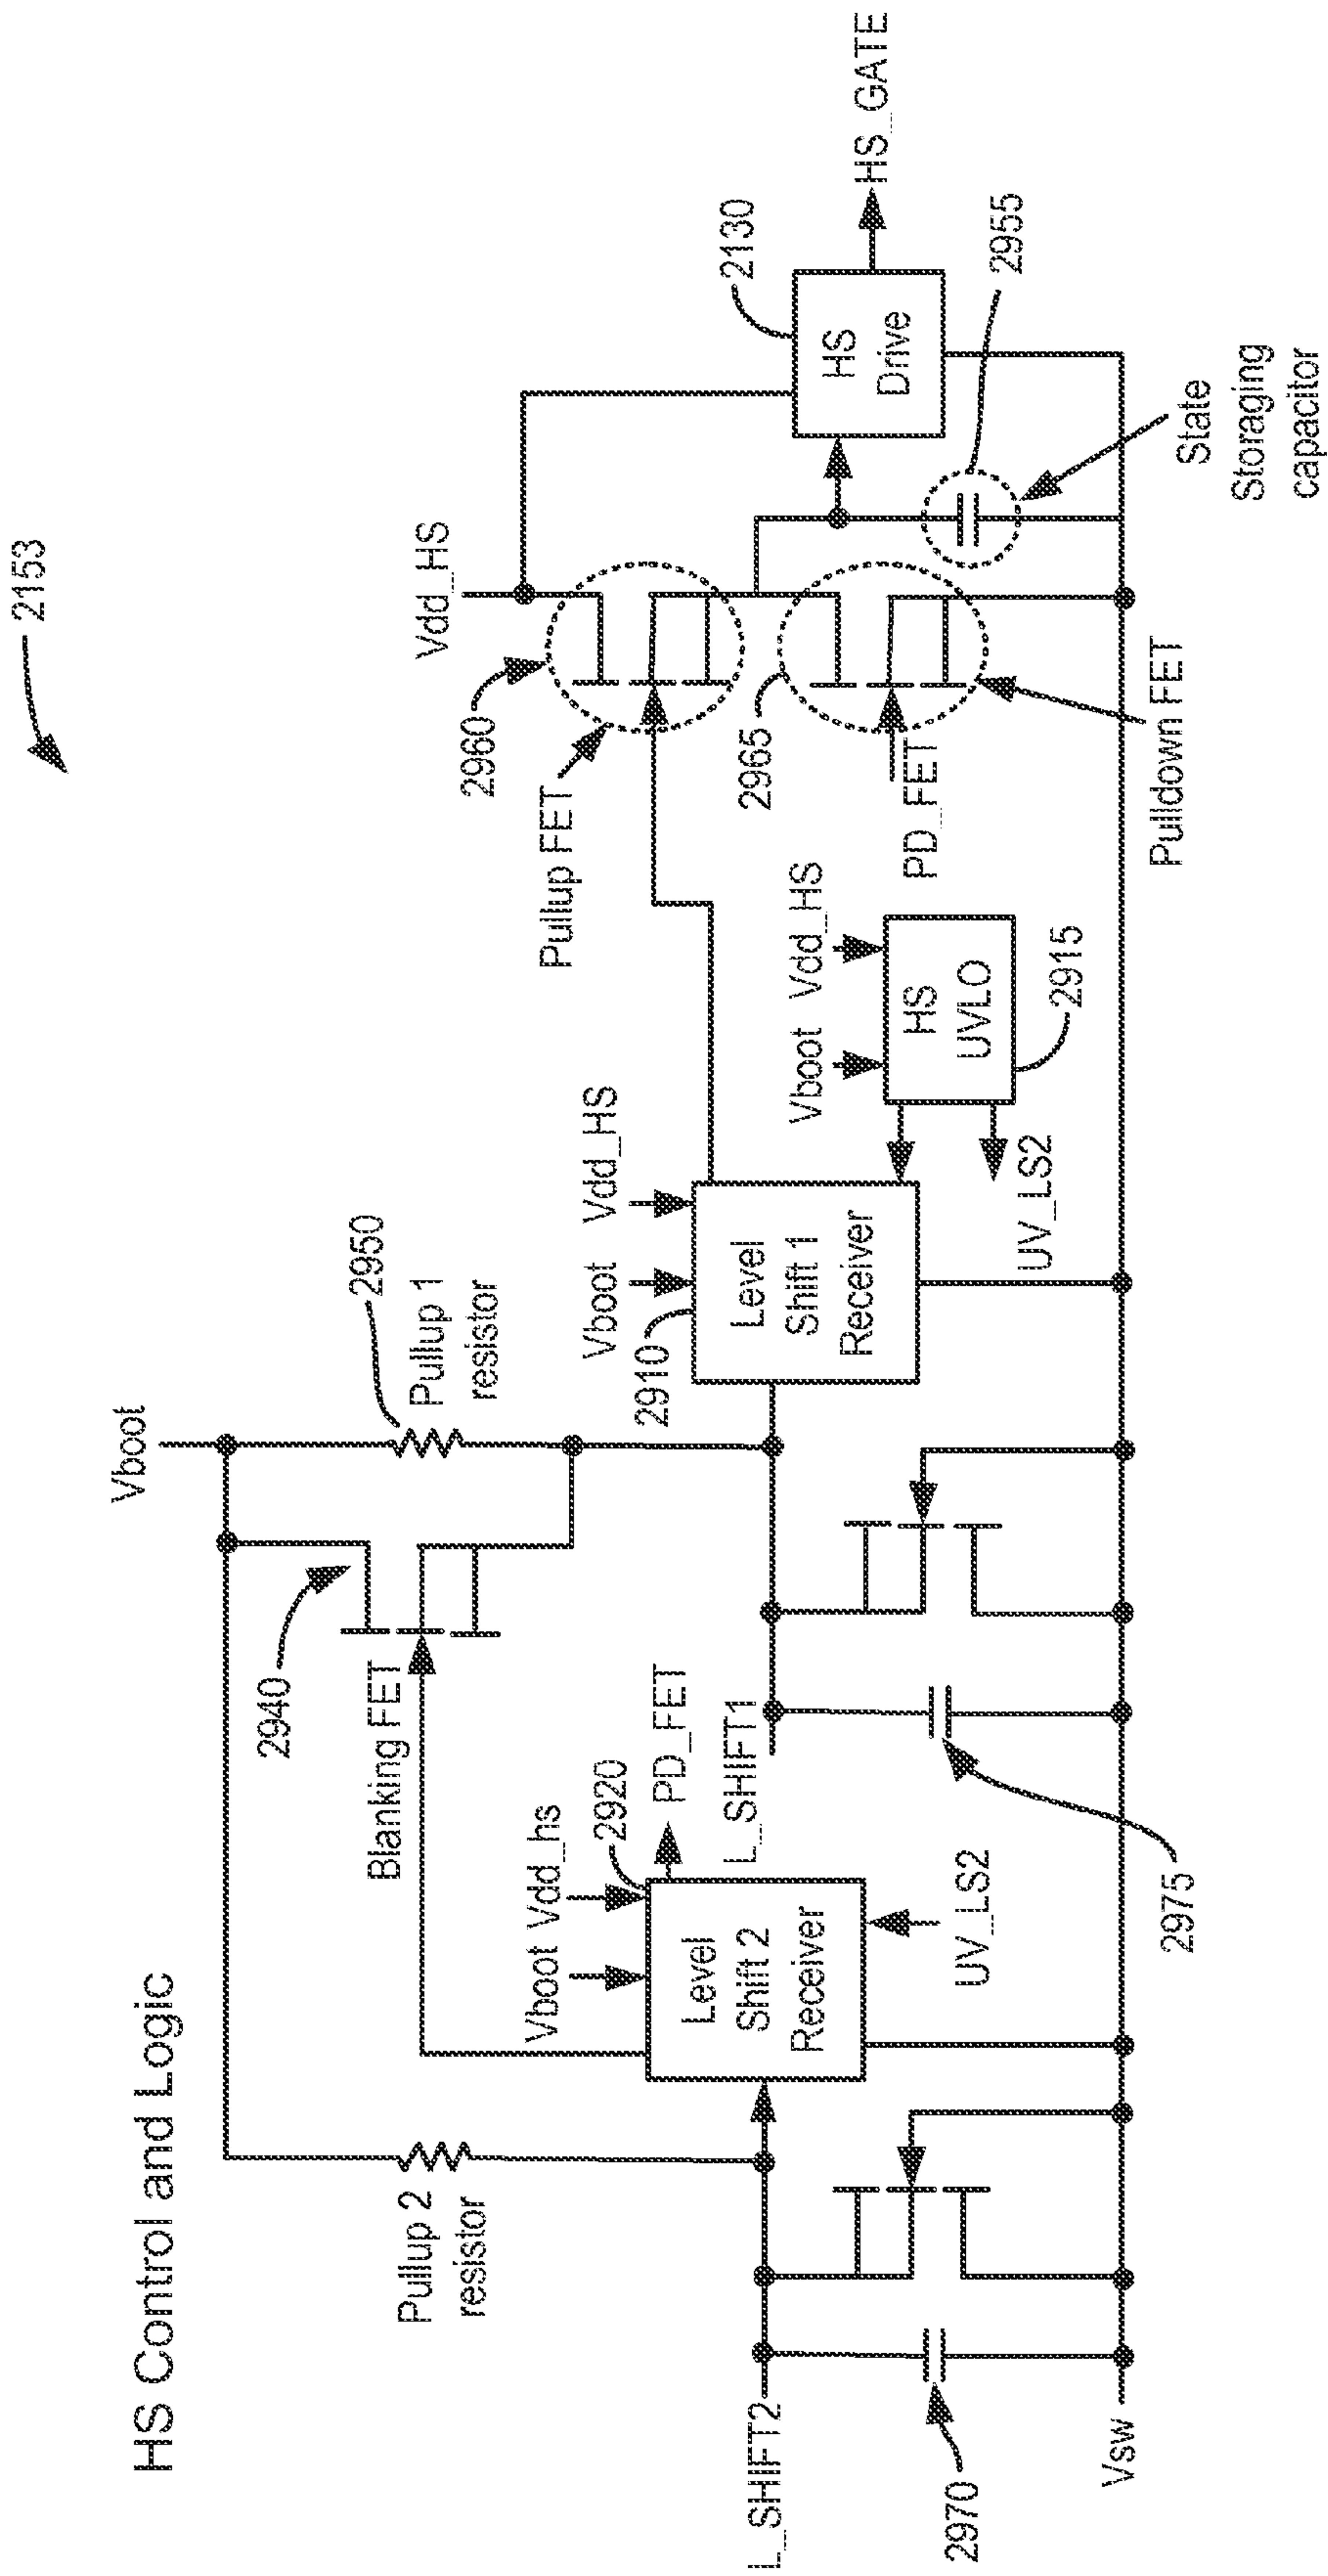 HS Control and Logic
2153
Vboot
2950
Pullup 1
resistor
2940
Blanking FET
Pullup 2
resistor
Vboot
Vdd_hs
2920
PD_FET
Level
Shift 2
Receiver
UV_LS2
L_SHIFT2
2970
L_SHIFT1
2975
Vboot
Vdd_HS
2910
Level
Shift 1
Receiver
Vboot
Vdd_HS
HS
UVLO
2915
UV_LS2
Vdd_HS
2960
Pullup FET
2965
PD_FET
Pulldown FET
2130
HS
Drive
HS_GATE
2955
State
Storaging
capacitor
Vsw